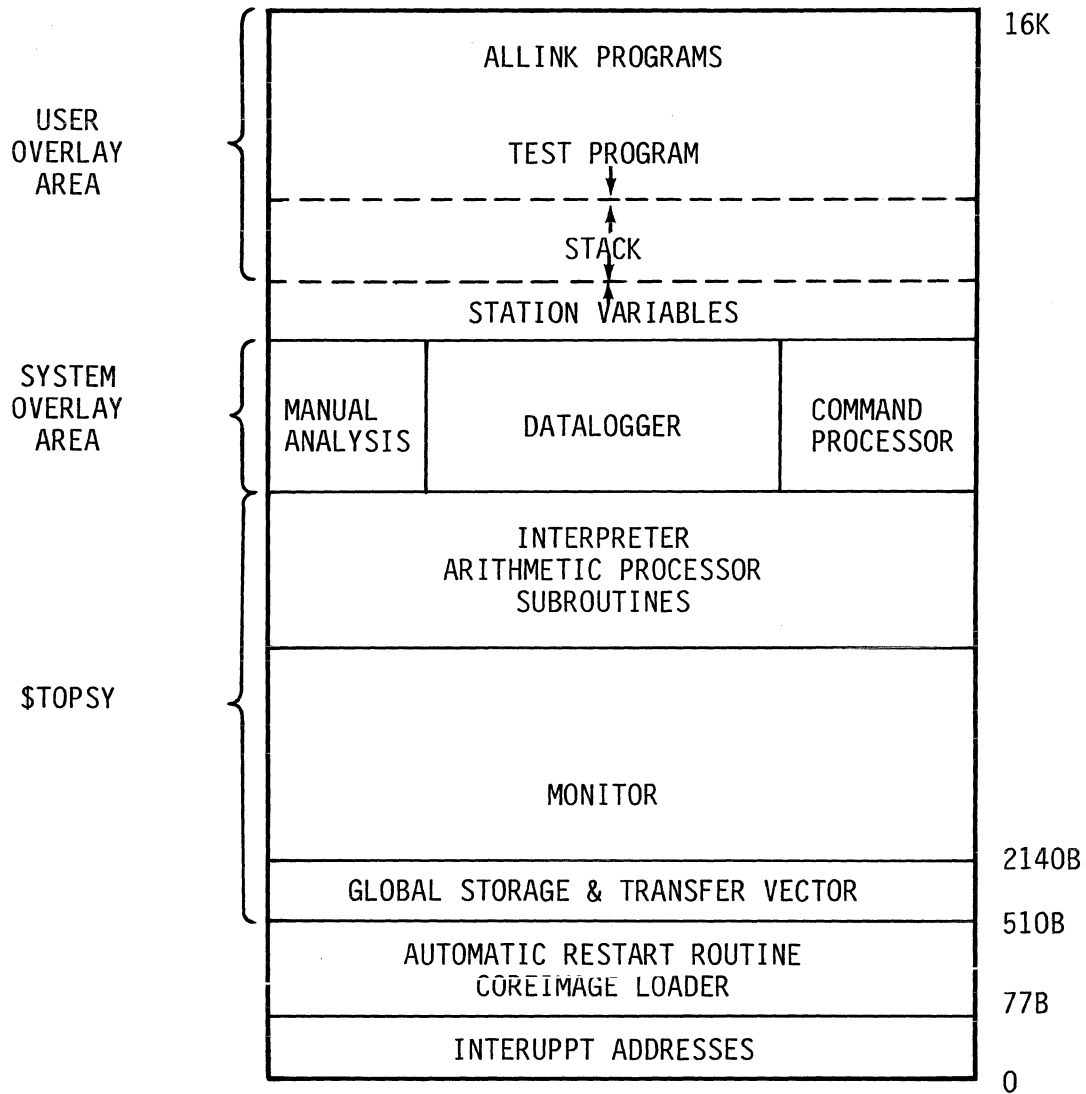 16K
ALLINK PROGRAMS
USER
OVERLAY
AREA
TEST PROGRAM
STACK
STATION VARIABLES
SYSTEM
OVERLAY
AREA
MANUAL
ANALYSIS
DATALOGGER
COMMAND
PROCESSOR
INTERPRETER
ARITHMETIC PROCESSOR
SUBROUTINES
$TOPSY
MONITOR
2140B
GLOBAL STORAGE & TRANSFER VECTOR
510B
AUTOMATIC RESTART ROUTINE
COREIMAGE LOADER
77B
INTERUPPT ADDRESSES
0